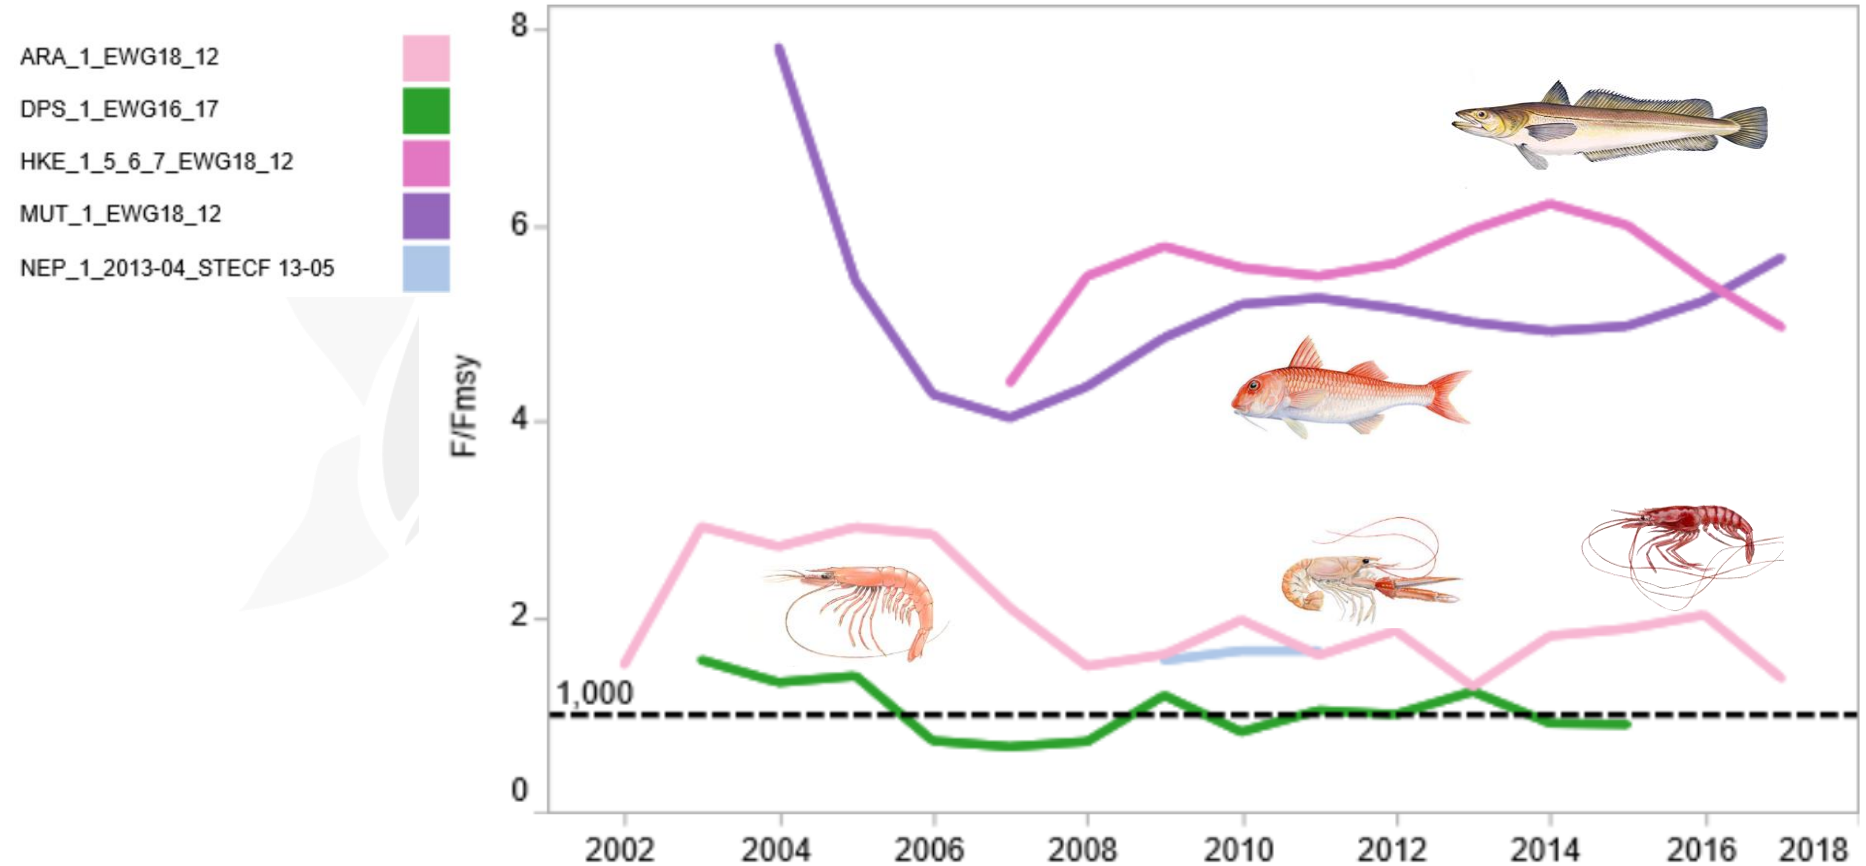 ARA_1_EWG18_12
DPS_1_EWG16_17
HKE_1_5_6_7_EWG18_12
MUT_1_EWG18_12
NEP_1_2013-04_STECF 13-05
F/Fmsy
8
6
4
2
1,000
0
2002 2004 2006 2008 2010 2012 2014 2016 2018